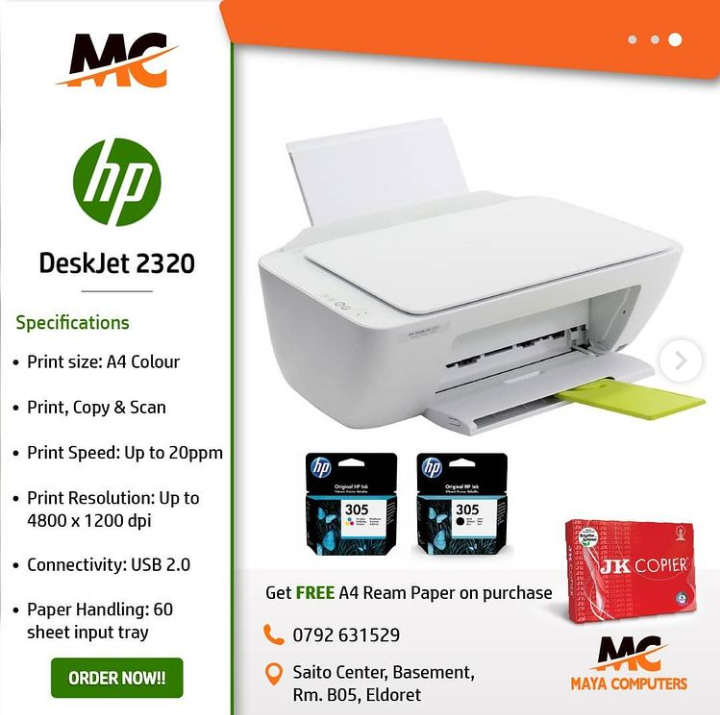 MC
hp
DeskJet 2320
Specifications
• Print size: A4 Colour
• Print, Copy & Scan
• Print Speed: Up to 20ppm
• Print Resolution: Up to
4800 x 1200 dpi
• Connectivity: USB 2.0
• Paper Handling: 60
sheet input tray
ORDER NOW!!
hp
Original HP Ink
305
hp
Original HP Ink
305
JK COPIER
Get FREE A4 Ream Paper on purchase
0792 631529
Saito Center, Basement,
Rm. B05, Eldoret
MC
MAYA COMPUTERS